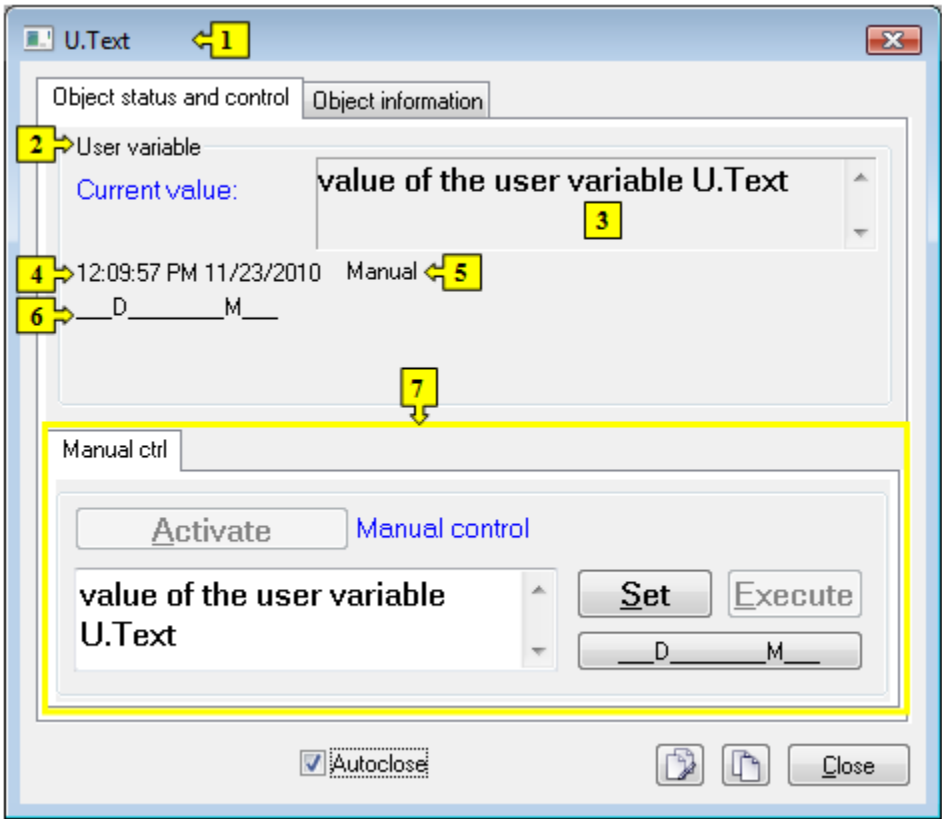 U.Text 1
Object status and control Object information
2 User variable
Current value: value of the user variable U.Text
3
4 12:09:57 PM 11/23/2010 Manual 5
6 ___D________M___
7
Manual ctrl
Activate Manual control
value of the user variable
U.Text
Set Execute
___D________M___
Autoclose Close